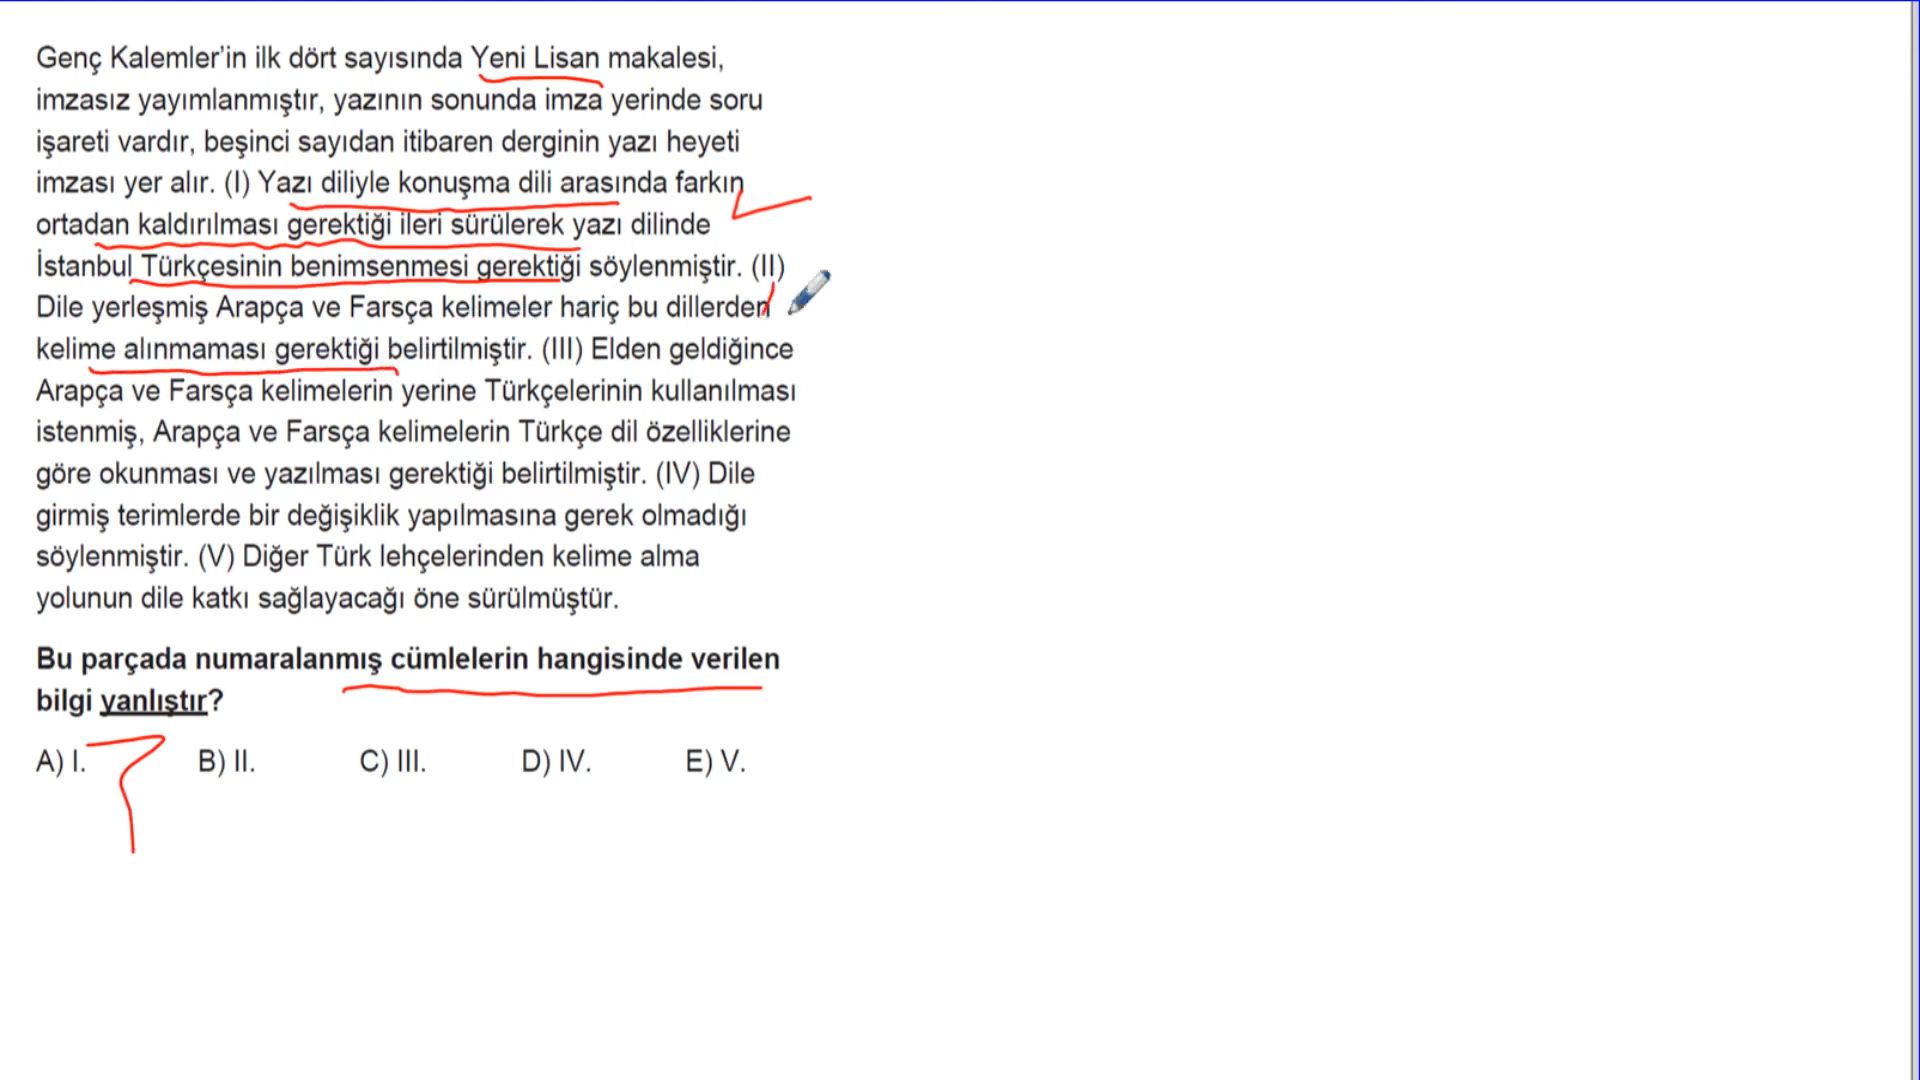 Genç Kalemler’in ilk dört sayısında Yeni Lisan makalesi,
imzasız yayımlanmıştır, yazının sonunda imza yerinde soru
işareti vardır, beşinci sayıdan itibaren derginin yazı heyeti
imzası yer alır. (I) Yazı diliyle konuşma dili arasında farkın
ortadan kaldırılması gerektiği ileri sürülerek yazı dilinde
İstanbul Türkçesinin benimsenmesi gerektiği söylenmiştir. (II)
Dile yerleşmiş Arapça ve Farsça kelimeler hariç bu dillerden
kelime alınmaması gerektiği belirtilmiştir. (III) Elden geldiğince
Arapça ve Farsça kelimelerin yerine Türkçelerinin kullanılması
istenmiş, Arapça ve Farsça kelimelerin Türkçe dil özelliklerine
göre okunması ve yazılması gerektiği belirtilmiştir. (IV) Dile
girmiş terimlerde bir değişiklik yapılmasına gerek olmadığı
söylenmiştir. (V) Diğer Türk lehçelerinden kelime alma
yolunun dile katkı sağlayacağı öne sürülmüştür.
Bu parçada numaralanmış cümlelerin hangisinde verilen
bilgi yanlıştır?
A) I. B) II. C) III. D) IV. E) V.